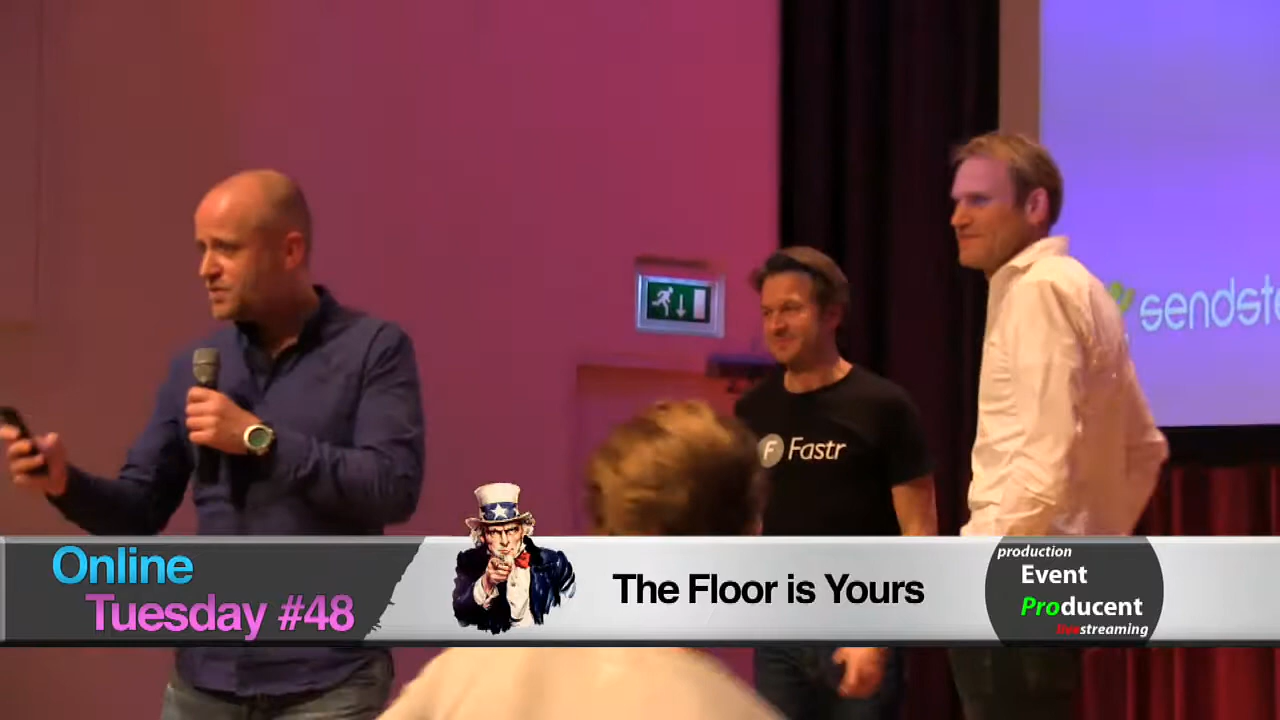 sendste
F Fastr
Online
Tuesday #48
The Floor is Yours
production
Event
Producent
livestreaming